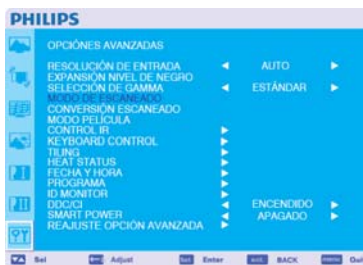 PHILIPS
OPCIÓNES AVANZADAS
RESOLUCIÓN DE ENTRADA AUTO
EXPANSIÓN NIVEL DE NEGRO
SELECCIÓN DE GAMMA ESTÁNDAR
MODO DE ESCANEADO
CONVERSIÓN ESCANEADO
MODO PELÍCULA
CONTROL IR
KEYBOARD CONTROL
TILING
HEAT STATUS
FECHA Y HORA
PROGRAMA
ID MONITOR
DDC/CI ENCENDIDO
SMART POWER APAGADO
REAJUSTE OPCIÓN AVANZADA
Sel Adjust Enter BACK